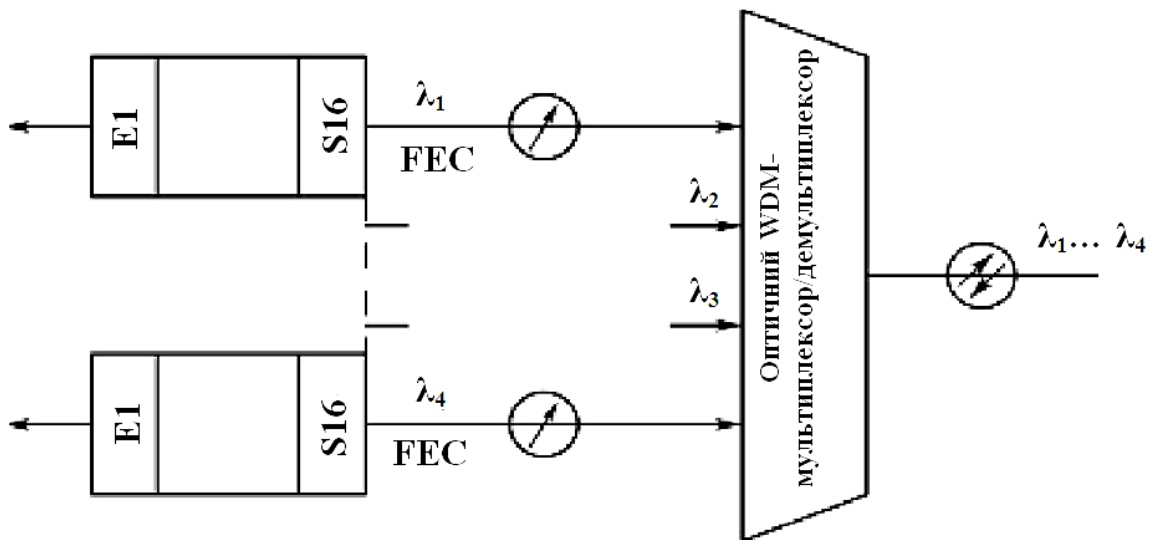 E1
S16
λ1
FEC
λ2
λ3
E1
S16
λ4
FEC
Оптичний WDM-
мультиплексор/демультиплексор
λ1... λ4